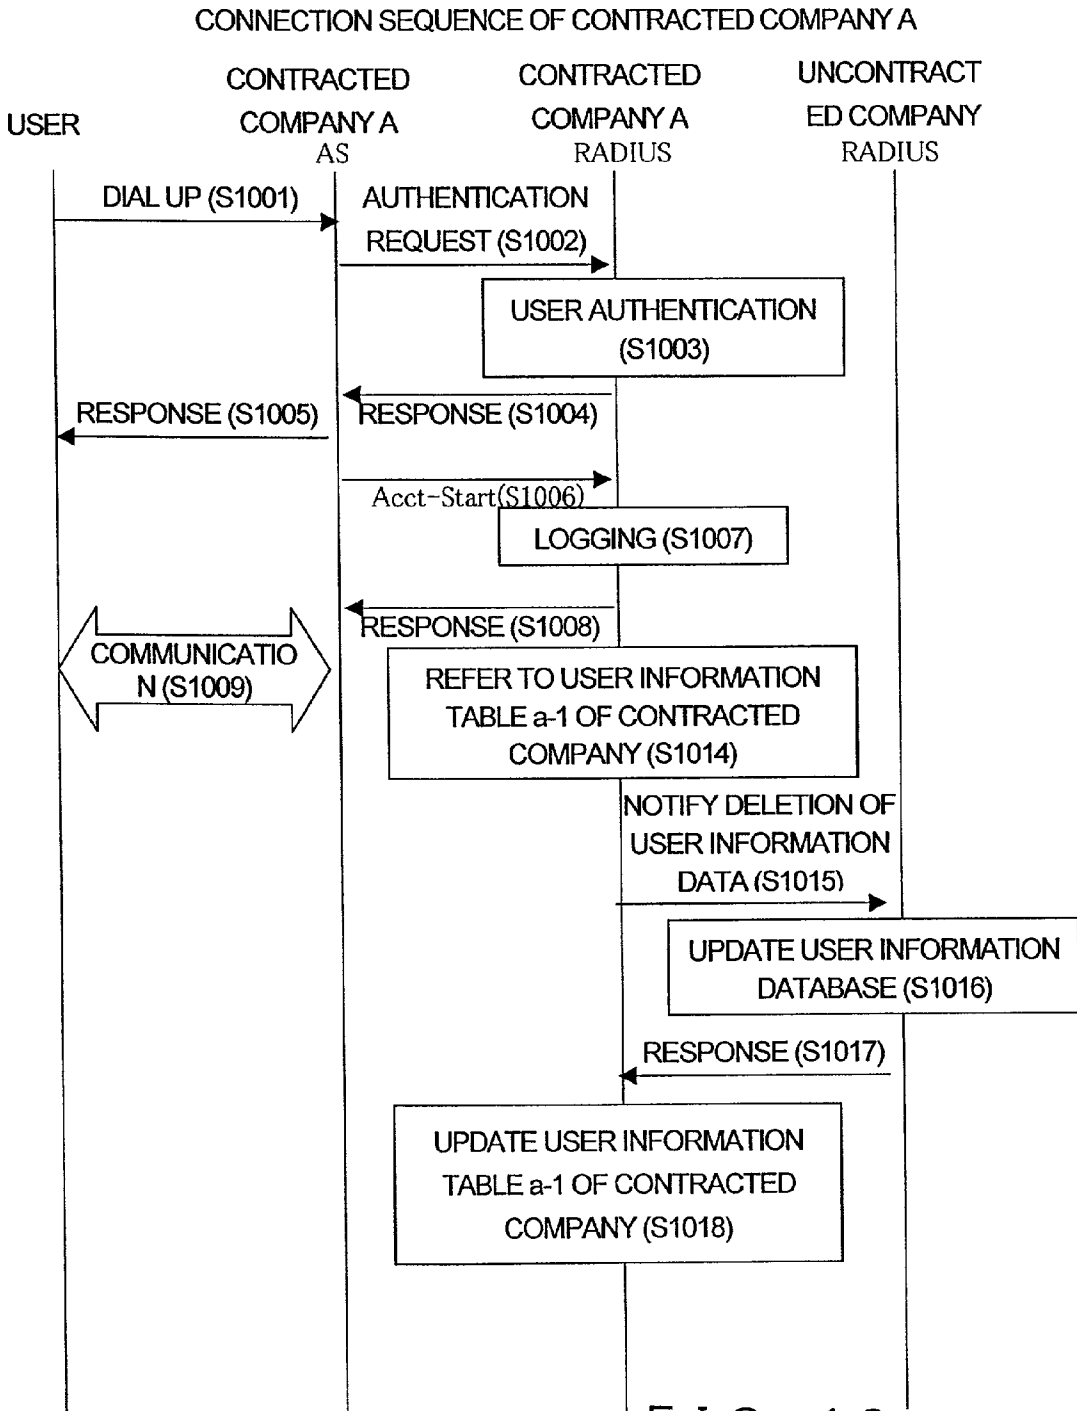 CONNECTION SEQUENCE OF CONTRACTED COMPANY A
USER
CONTRACTED
COMPANY A
AS
CONTRACTED
COMPANY A
RADIUS
UNCONTRACT
ED COMPANY
RADIUS
DIAL UP (S1001)
AUTHENTICATION
REQUEST (S1002)
USER AUTHENTICATION
(S1003)
RESPONSE (S1004)
RESPONSE (S1005)
Acct-Start(S1006)
LOGGING (S1007)
RESPONSE (S1008)
COMMUNICATIO
N (S1009)
REFER TO USER INFORMATION
TABLE a-1 OF CONTRACTED
COMPANY (S1014)
NOTIFY DELETION OF
USER INFORMATION
DATA (S1015)
UPDATE USER INFORMATION
DATABASE (S1016)
RESPONSE (S1017)
UPDATE USER INFORMATION
TABLE a-1 OF CONTRACTED
COMPANY (S1018)